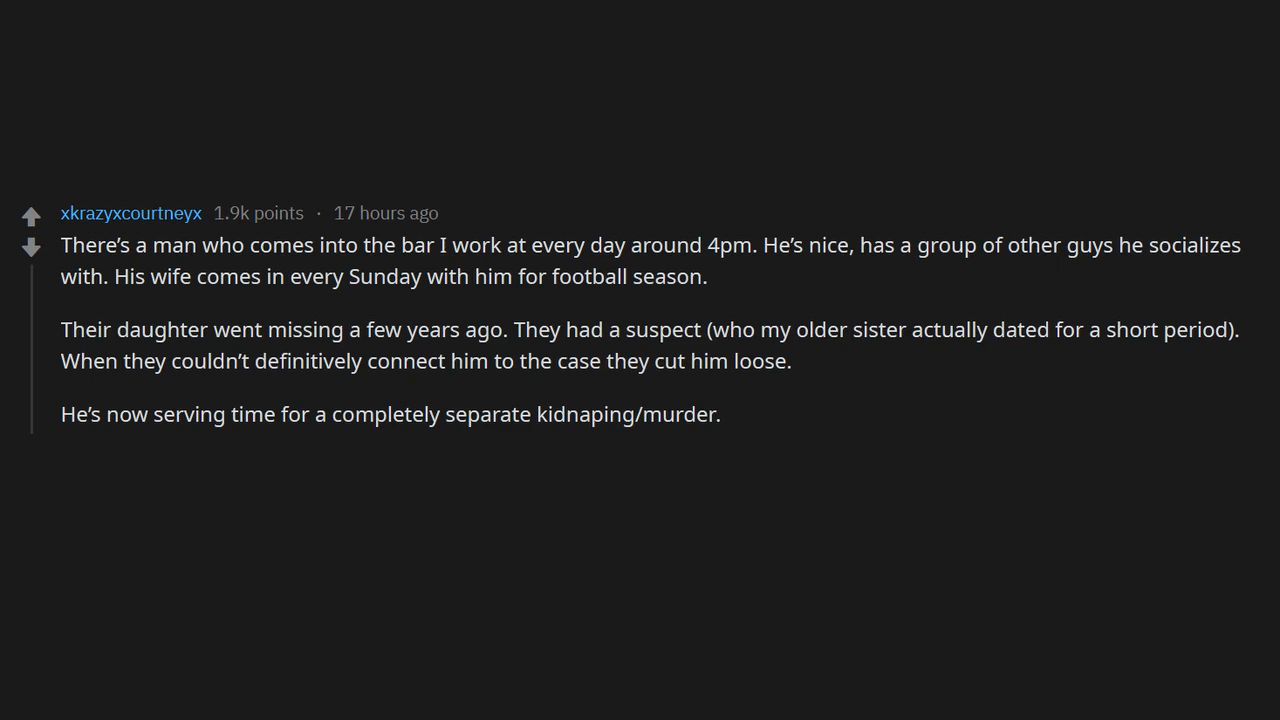 xkrazyxcourtneyx 1.9k points · 17 hours ago
There’s a man who comes into the bar I work at every day around 4pm. He’s nice, has a group of other guys he socializes
with. His wife comes in every Sunday with him for football season.
Their daughter went missing a few years ago. They had a suspect (who my older sister actually dated for a short period).
When they couldn’t definitively connect him to the case they cut him loose.
He’s now serving time for a completely separate kidnaping/murder.